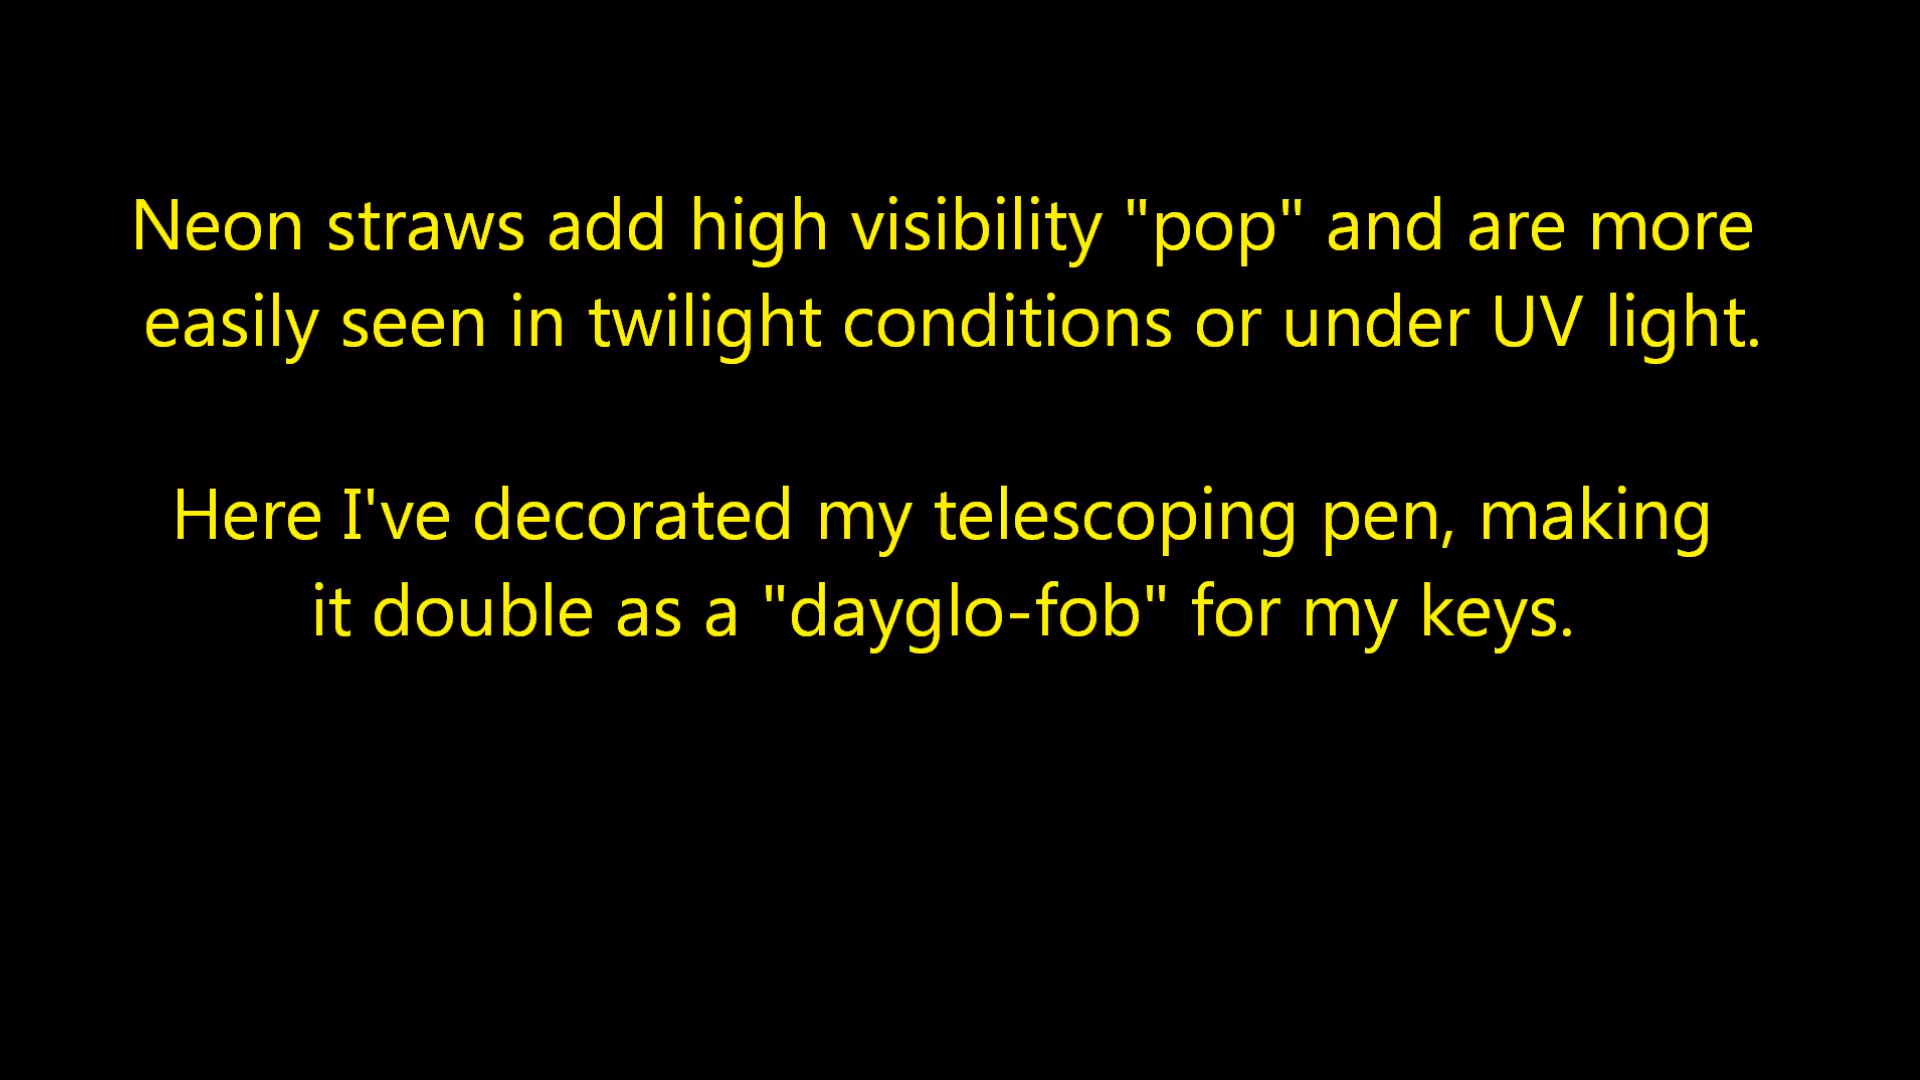 Neon straws add high visibility "pop" and are more
easily seen in twilight conditions or under UV light.
Here I've decorated my telescoping pen, making
it double as a "dayglo-fob" for my keys.